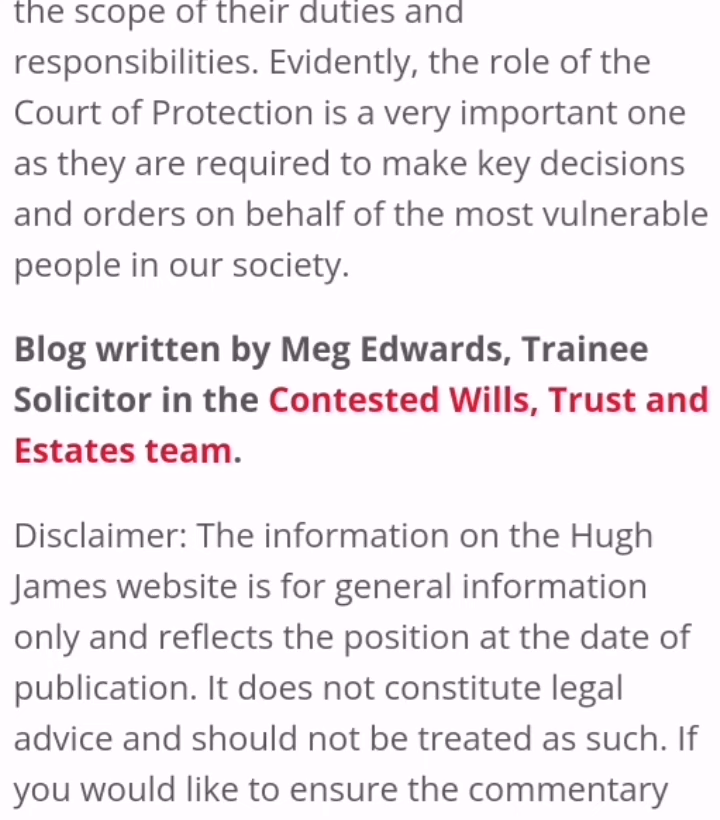 the scope of their duties and
responsibilities. Evidently, the role of the
Court of Protection is a very important one
as they are required to make key decisions
and orders on behalf of the most vulnerable
people in our society.
Blog written by Meg Edwards, Trainee
Solicitor in the Contested Wills, Trust and
Estates team.
Disclaimer: The information on the Hugh
James website is for general information
only and reflects the position at the date of
publication. It does not constitute legal
advice and should not be treated as such. If
you would like to ensure the commentary